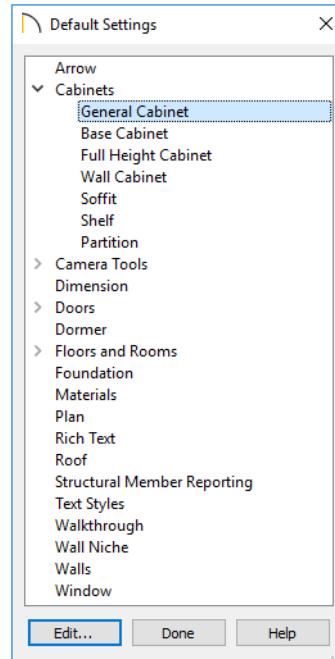 Default Settings
Arrow
Cabinets
General Cabinet
Base Cabinet
Full Height Cabinet
Wall Cabinet
Soffit
Shelf
Partition
Camera Tools
Dimension
Doors
Dormer
Floors and Rooms
Foundation
Materials
Plan
Rich Text
Roof
Structural Member Reporting
Text Styles
Walkthrough
Wall Niche
Walls
Window
Edit... Done Help